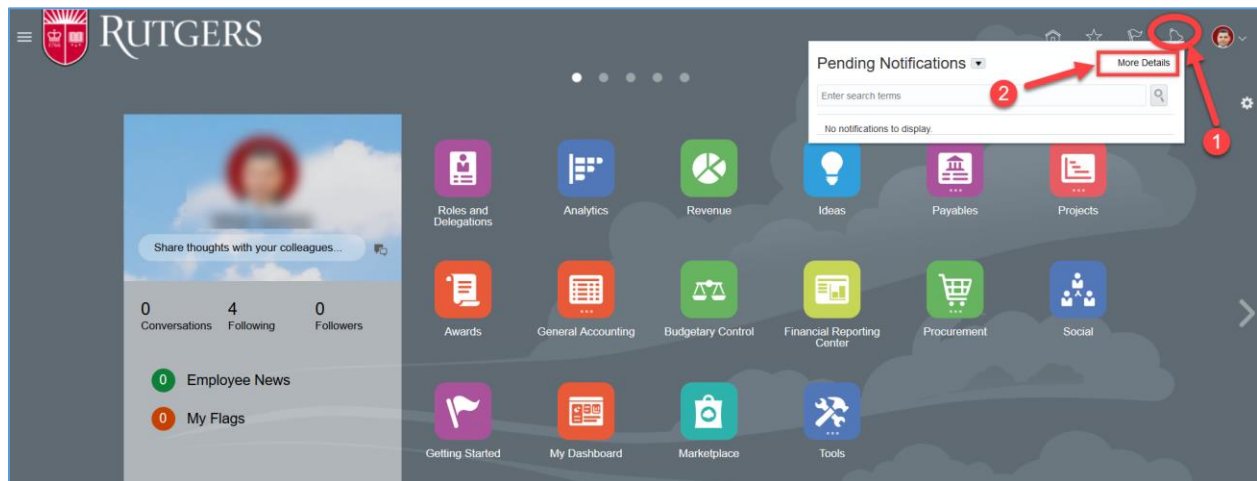 RUTGERS
Pending Notifications
More Details
2
Enter search terms
No notifications to display.
1
Share thoughts with your colleagues...
0
4
0
Conversations
Following
Followers
0 Employee News
0 My Flags
Roles and
Delegations
Analytics
Revenue
Ideas
Payables
Projects
Awards
General Accounting
Budgetary Control
Financial Reporting
Center
Procurement
Social
Getting Started
My Dashboard
Marketplace
Tools